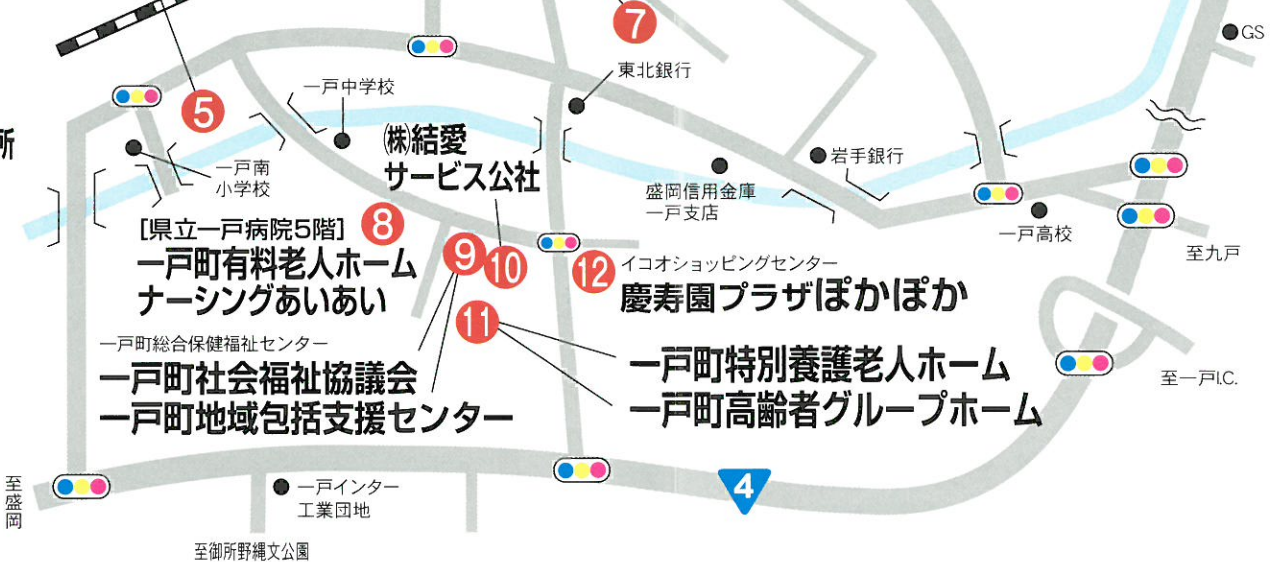 7
GS
東北銀行
5
一戸中学校
所
㈱結愛
サービス公社
岩手銀行
一戸南
小学校
盛岡信用金庫
一戸支店
[県立一戸病院5階]
8
一戸町有料老人ホーム
ナーシングあいあい
一戸高校
至九戸
9
10
12
イコオショッピングセンター
慶寿園プラザぽかぽか
11
一戸町総合保健福祉センター
一戸町社会福祉協議会
一戸町地域包括支援センター
一戸町特別養護老人ホーム
一戸町高齢者グループホーム
至一戸I.C.
至盛岡
一戸インター
工業団地
4
至御所野縄文公園